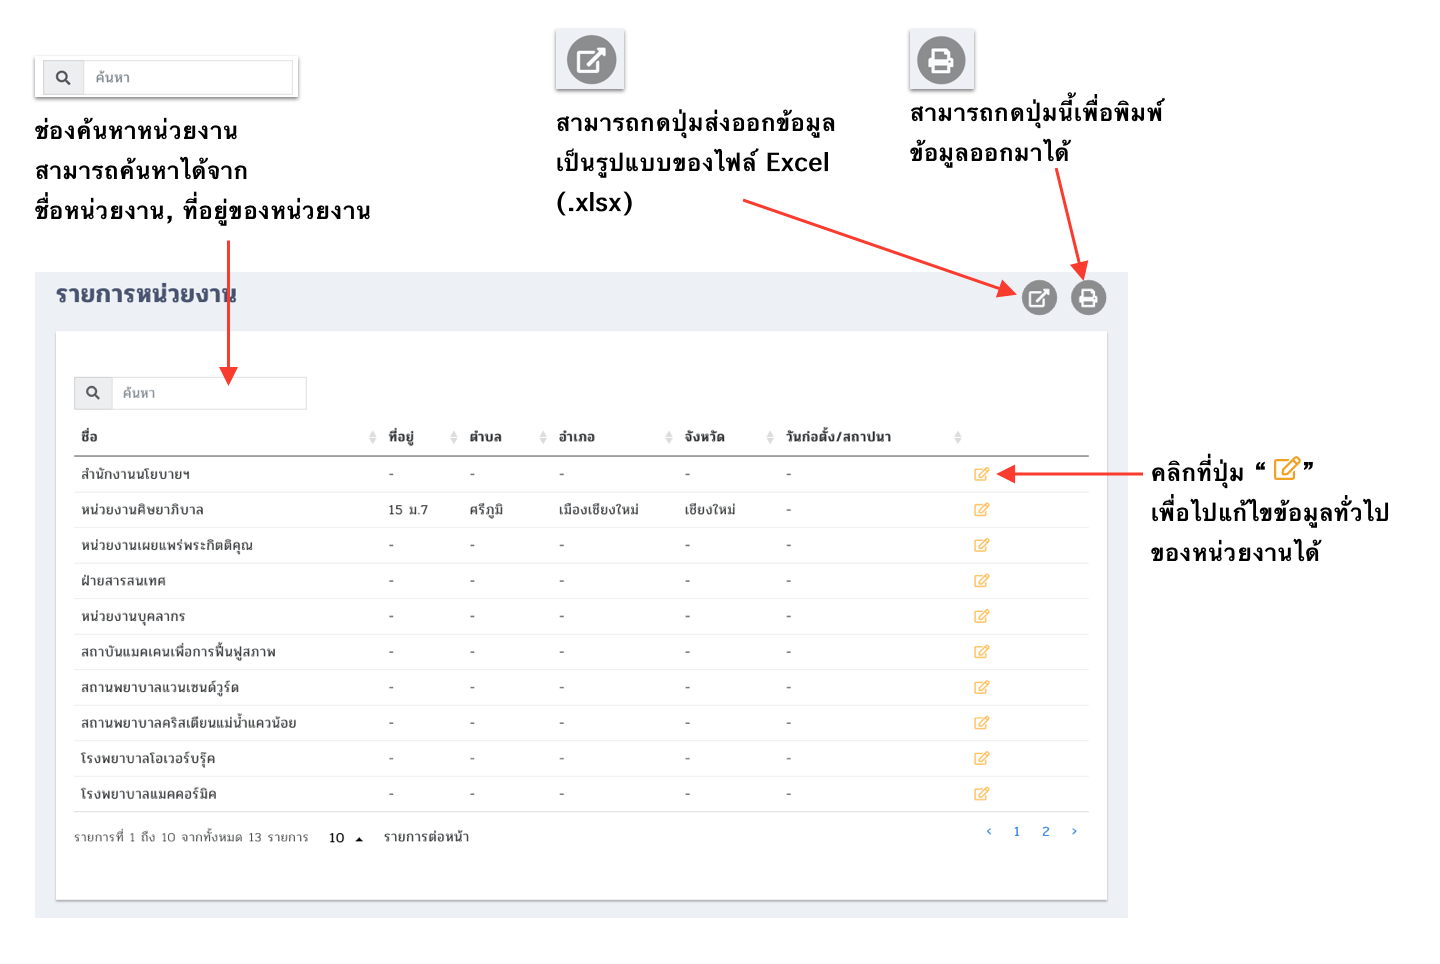 ค้นหา
ช่องค้นหาหน่วยงาน
สามารถค้นหาได้จาก
ชื่อหน่วยงาน, ที่อยู่ของหน่วยงาน
สามารถกดปุ่มส่งออกข้อมูล
เป็นรูปแบบของไฟล์ Excel
(.xlsx)
สามารถกดปุ่มนี้เพื่อพิมพ์
ข้อมูลออกมาได้
รายการหน่วยงาน
ค้นหา
ชื่อ ที่อยู่ ตำบล อำเภอ จังหวัด วันก่อตั้ง/สถาปนา
สำนักงานนโยบายฯ - - - - -
หน่วยงานศิษยาภิบาล 15 ม.7 ศรีภูมิ เมืองเชียงใหม่ เชียงใหม่ -
หน่วยงานเผยแพร่พระกิตติคุณ - - - - -
ฝ่ายสารสนเทศ - - - - -
หน่วยงานบุคลากร - - - - -
สถาบันแมคเคนเพื่อการฟื้นฟูสภาพ - - - - -
สถานพยาบาลแวนเซนต์วูร์ด - - - - -
สถานพยาบาลคริสเตียนแม่น้ำแควน้อย - - - - -
โรงพยาบาลโอเวอร์บรุ๊ค - - - - -
โรงพยาบาลแมคคอร์มิค - - - - -
รายการที่ 1 ถึง 10 จากทั้งหมด 13 รายการ 10 รายการต่อหน้า
‹ 1 2 ›
คลิกที่ปุ่ม “ ”
เพื่อไปแก้ไขข้อมูลทั่วไป
ของหน่วยงานได้